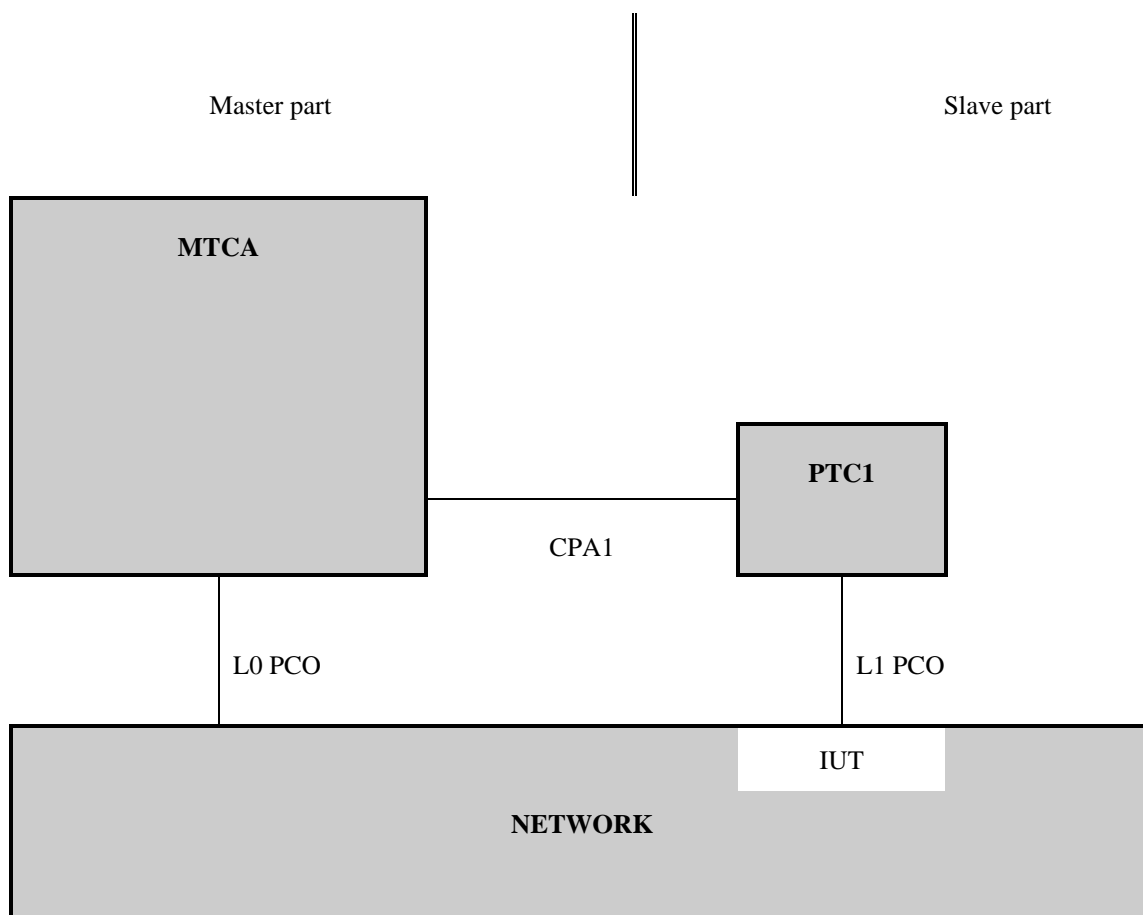 Master part
Slave part
MTCA
PTC1
CPA1
L0 PCO
L1 PCO
IUT
NETWORK